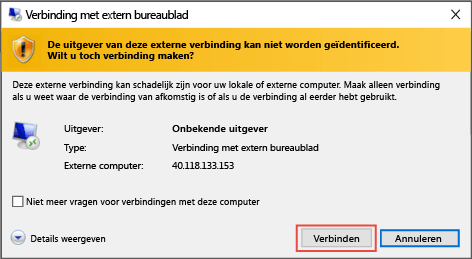 Verbinding met extern bureaublad
De uitgever van deze externe verbinding kan niet worden geïdentificeerd.
Wilt u toch verbinding maken?
Deze externe verbinding kan schadelijk zijn voor uw lokale of externe computer. Maak alleen verbinding
als u weet waar de verbinding van afkomstig is of als u de verbinding al eerder hebt gebruikt.
Uitgever: Onbekende uitgever
Type: Verbinding met extern bureaublad
Externe computer: 40.118.133.153
Niet meer vragen voor verbindingen met deze computer
Details weergeven Verbinden Annuleren